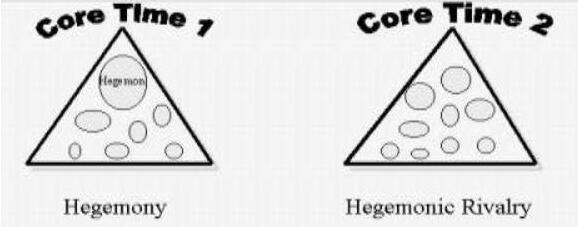 Core Time 1
Core Time 2
Hegemon
Hegemony
Hegemonic Rivalry